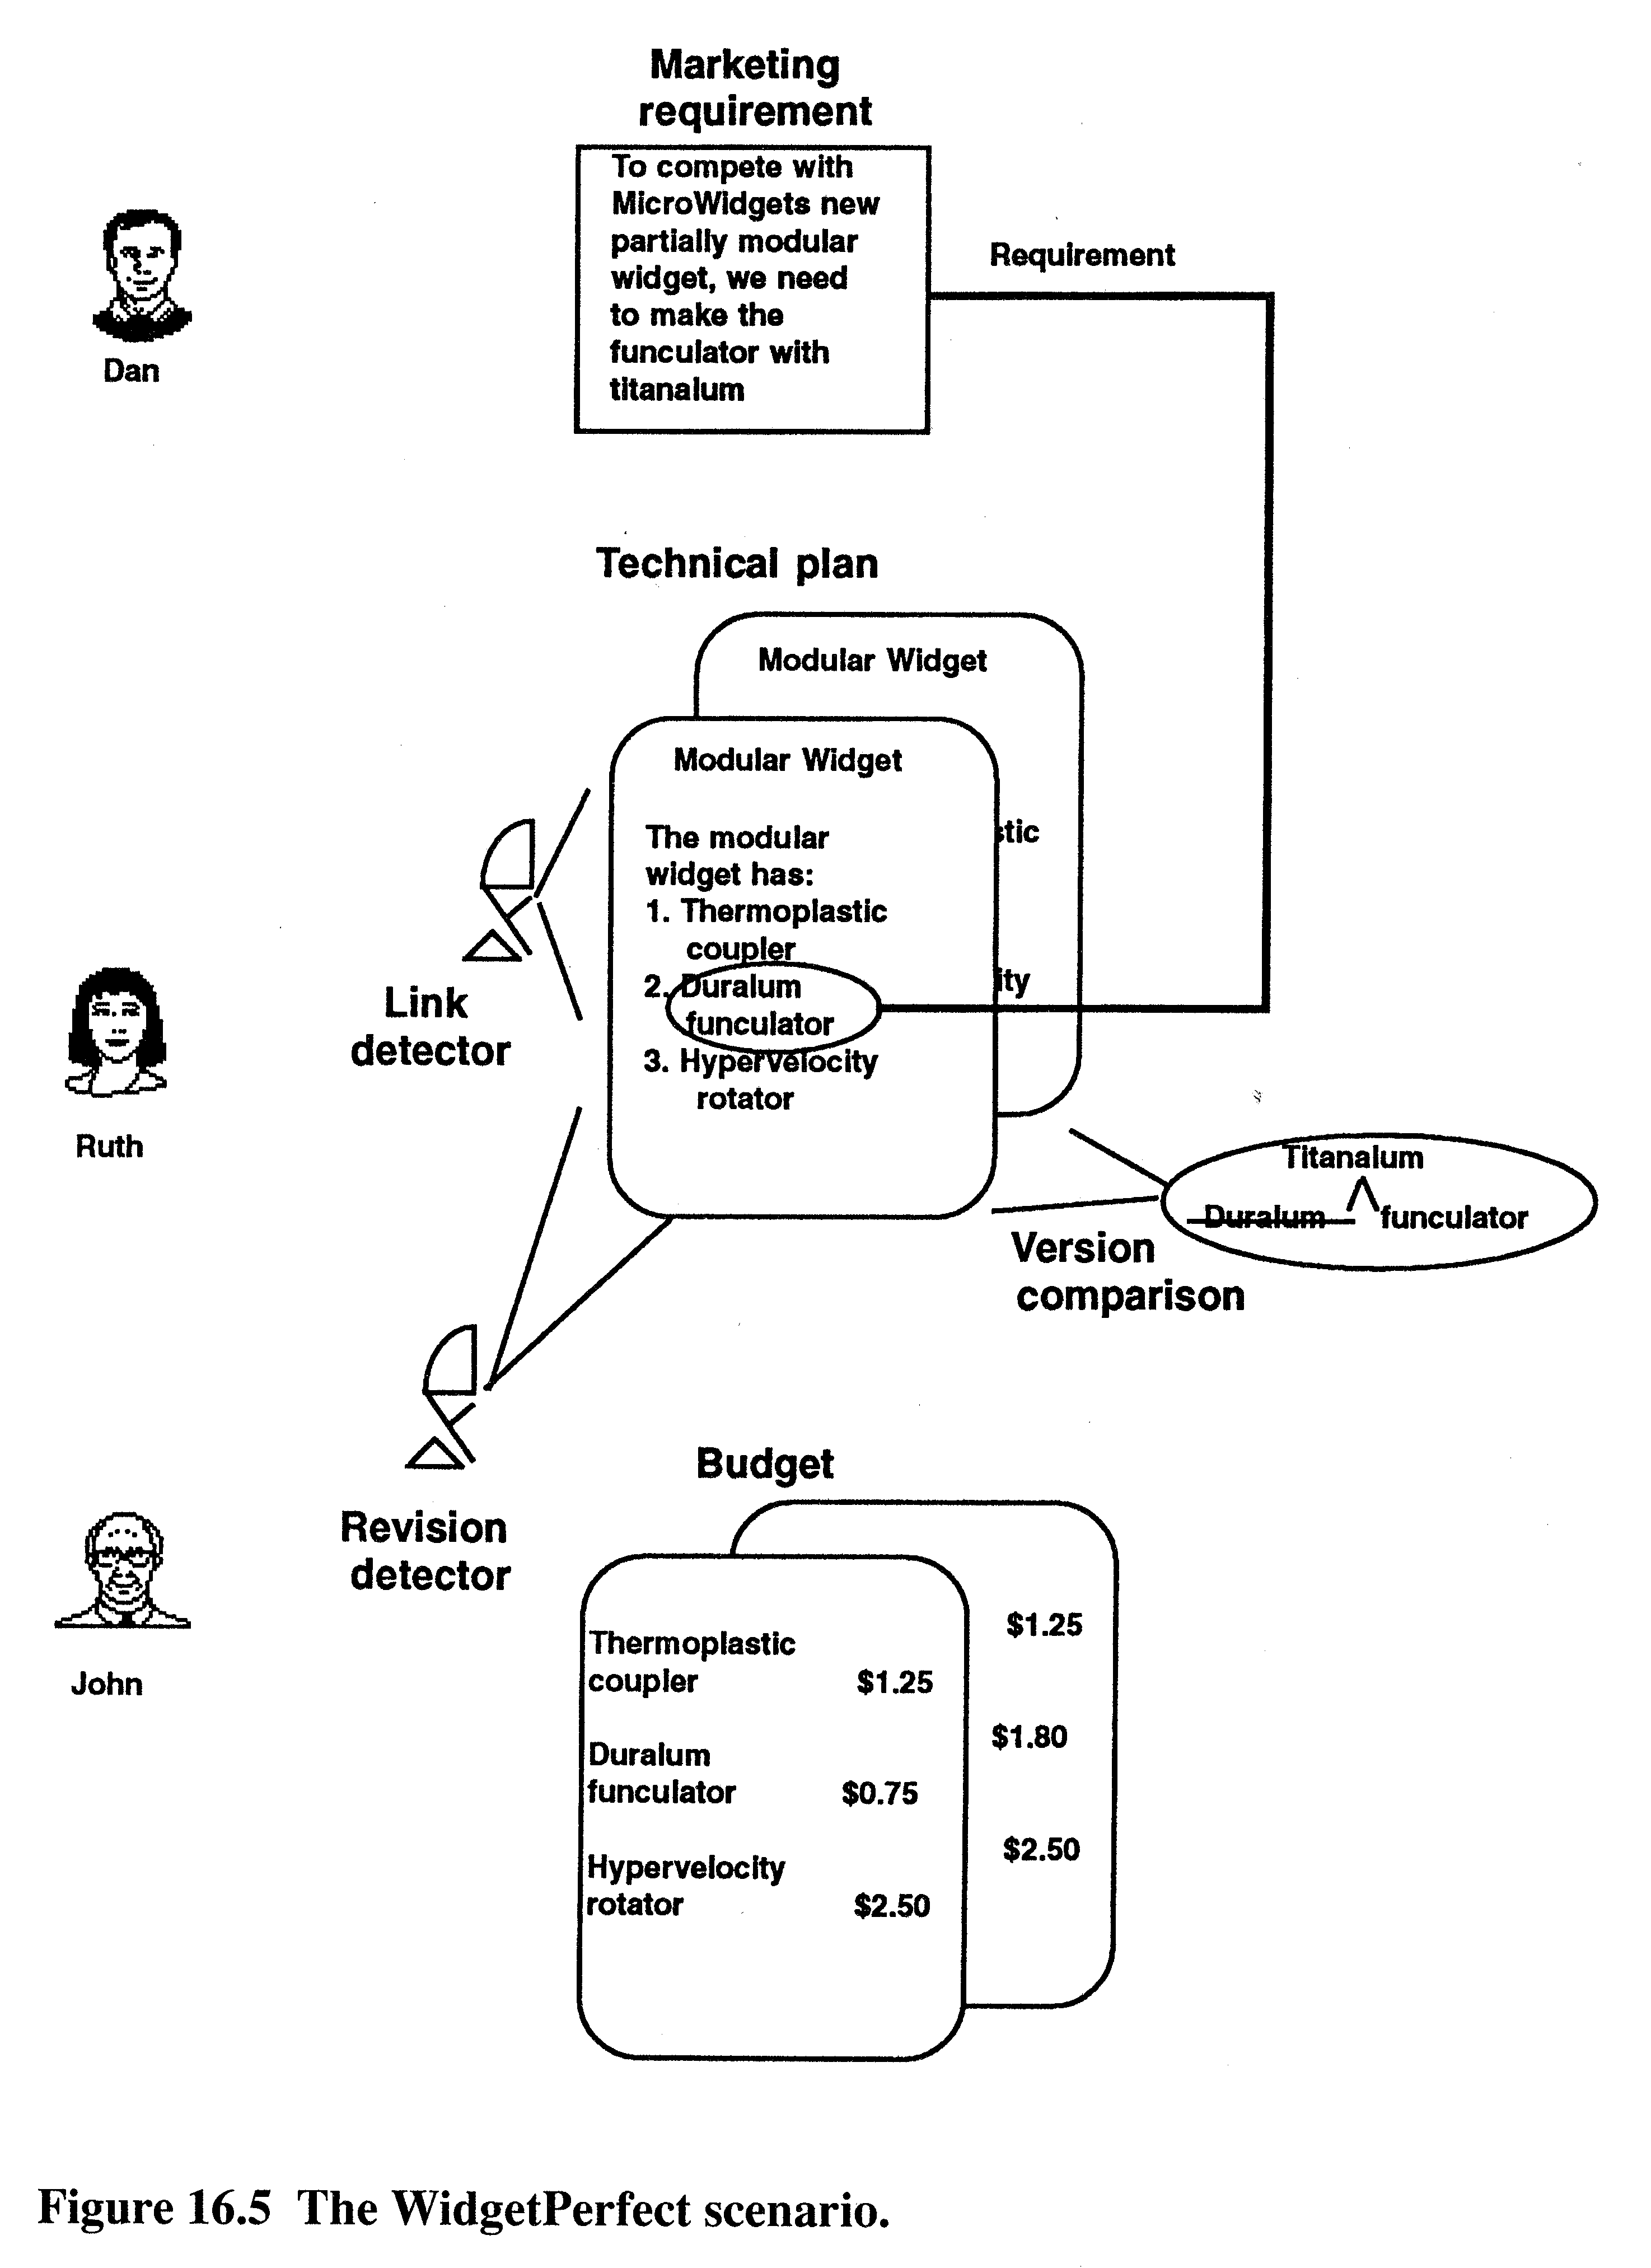 Marketing
requirement
To compete with
MicroWidgets new
partially modular
widget, we need
to make the
funculator with
titanalum
Requirement
Dan
Technical plan
Modular Widget
Modular Widget
The modular
widget has:
1. Thermoplastic
coupler
2. Duralum
funculator
3. Hypervelocity
rotator
stic
ity
Link
detector
Ruth
Titanalum
Duralum funculator
Version
comparison
Revision
detector
John
Budget
Thermoplastic
coupler $1.25
Duralum
funculator $0.75
Hypervelocity
rotator $2.50
$1.25
$1.80
$2.50
Figure 16.5 The WidgetPerfect scenario.